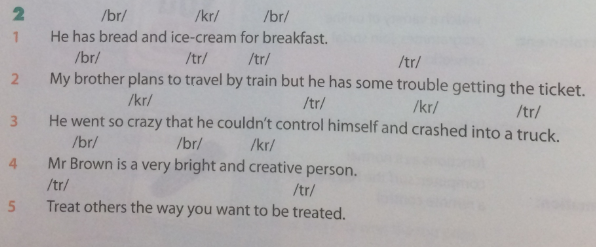 2 /br/ /kr/ /br/
1 He has bread and ice-cream for breakfast.
/br/ /tr/ /tr/ /tr/
2 My brother plans to travel by train but he has some trouble getting the ticket.
/kr/ /tr/ /kr/ /tr/
3 He went so crazy that he couldn't control himself and crashed into a truck.
/br/ /br/ /kr/
4 Mr Brown is a very bright and creative person.
/tr/ /tr/
5 Treat others the way you want to be treated.